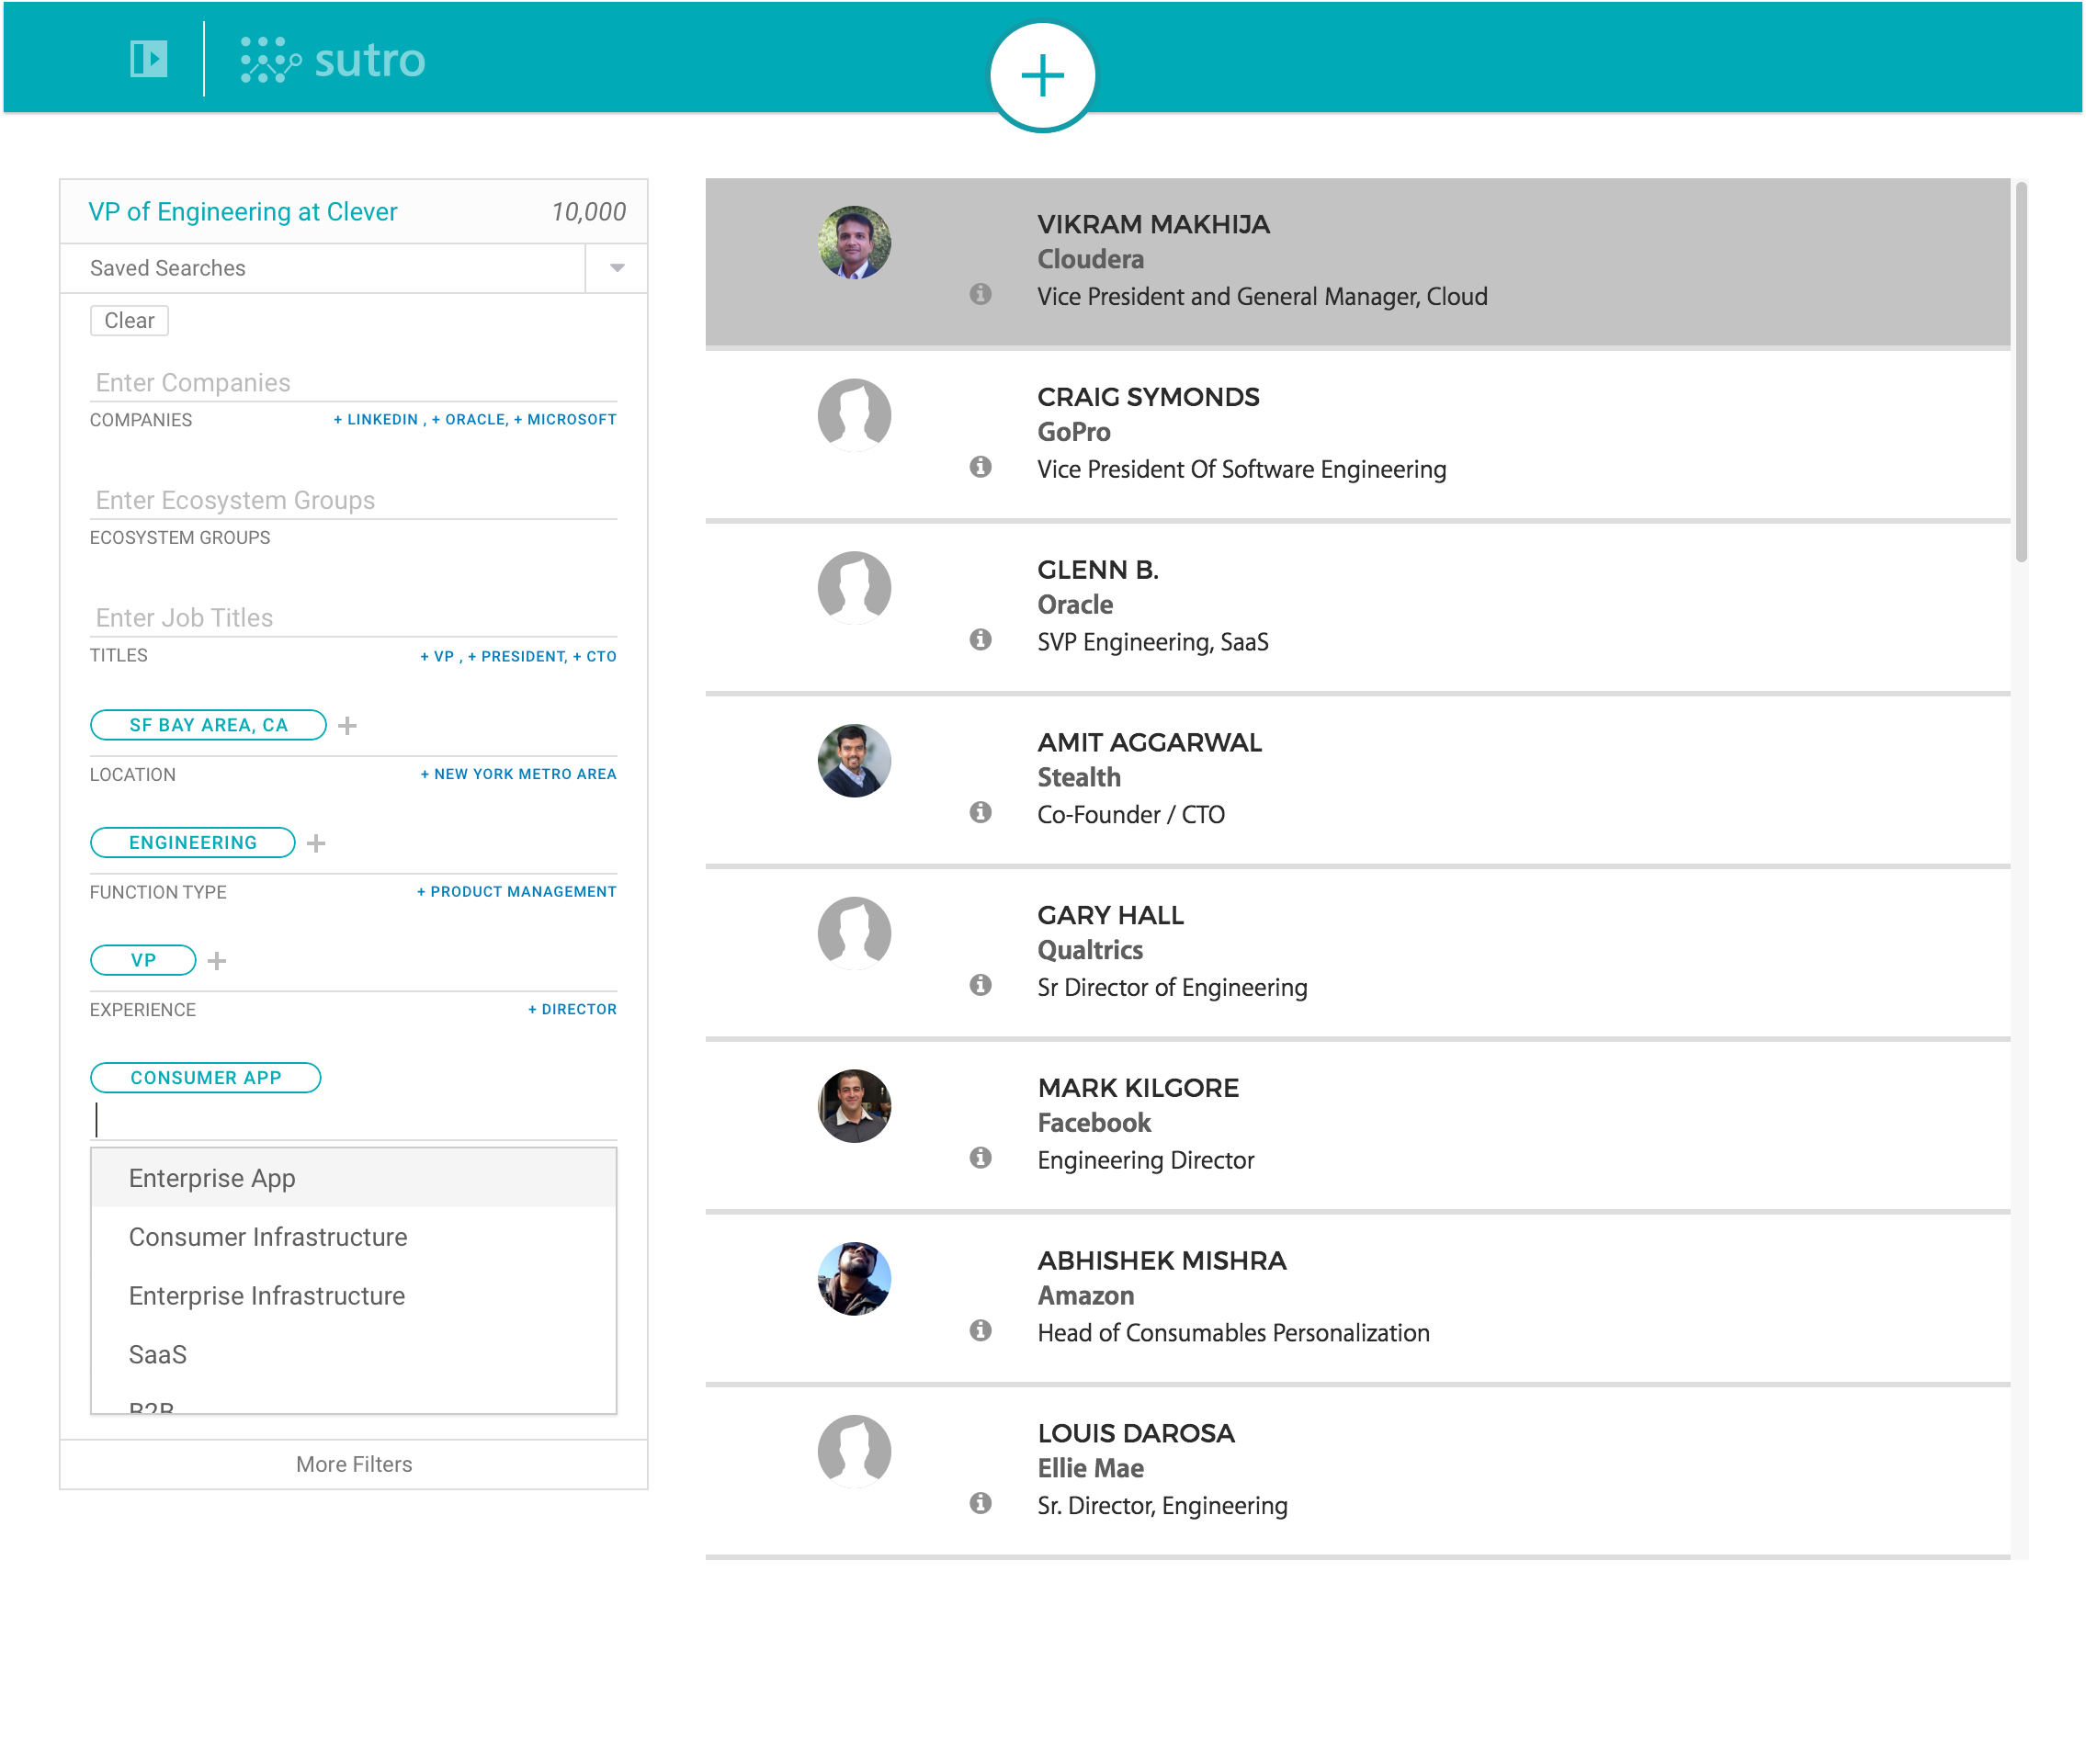 sutro
VP of Engineering at Clever 10,000
Saved Searches
Clear
Enter Companies
COMPANIES + LINKEDIN , + ORACLE, + MICROSOFT
Enter Ecosystem Groups
ECOSYSTEM GROUPS
Enter Job Titles
TITLES + VP , + PRESIDENT, + CTO
SF BAY AREA, CA +
LOCATION + NEW YORK METRO AREA
ENGINEERING +
FUNCTION TYPE + PRODUCT MANAGEMENT
VP +
EXPERIENCE + DIRECTOR
CONSUMER APP
Enterprise App
Consumer Infrastructure
Enterprise Infrastructure
SaaS
B2B
More Filters
VIKRAM MAKHIJA
Cloudera
Vice President and General Manager, Cloud
CRAIG SYMONDS
GoPro
Vice President Of Software Engineering
GLENN B.
Oracle
SVP Engineering, SaaS
AMIT AGGARWAL
Stealth
Co-Founder / CTO
GARY HALL
Qualtrics
Sr Director of Engineering
MARK KILGORE
Facebook
Engineering Director
ABHISHEK MISHRA
Amazon
Head of Consumables Personalization
LOUIS DAROSA
Ellie Mae
Sr. Director, Engineering